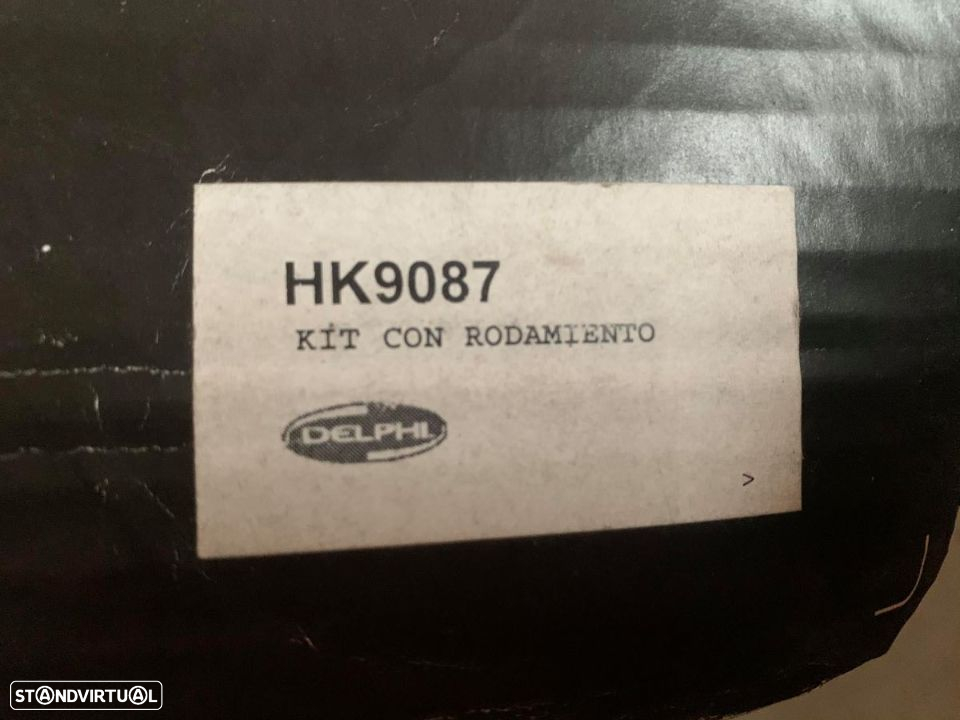 HK9087
KIT CON RODAMIENTO
DELPHI
>
STANDVIRTUAL